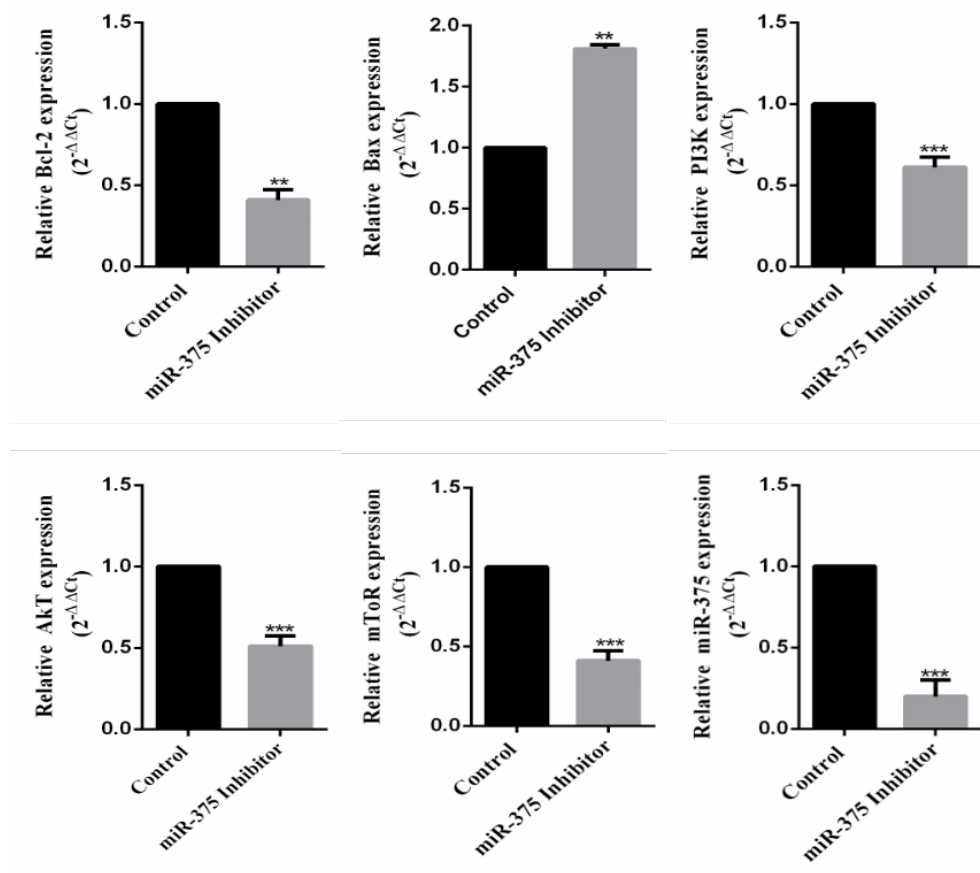 Relative Bcl-2 expression
(2-ΔΔCt)
1.5
1.0
0.5
0.0
**
Control
miR-375 Inhibitor
Relative Bax expression
(2-ΔΔCt)
2.0
1.5
1.0
0.5
0.0
**
Control
miR-375 Inhibitor
Relative PI3K expression
(2-ΔΔCt)
1.5
1.0
0.5
0.0
***
Control
miR-375 Inhibitor
Relative AkT expression
(2-ΔΔCt)
1.5
1.0
0.5
0.0
***
Control
miR-375 Inhibitor
Relative mToR expression
(2-ΔΔCt)
1.5
1.0
0.5
0.0
***
Control
miR-375 Inhibitor
Relative miR-375 expression
(2-ΔΔCt)
1.5
1.0
0.5
0.0
***
Control
miR-375 Inhibitor